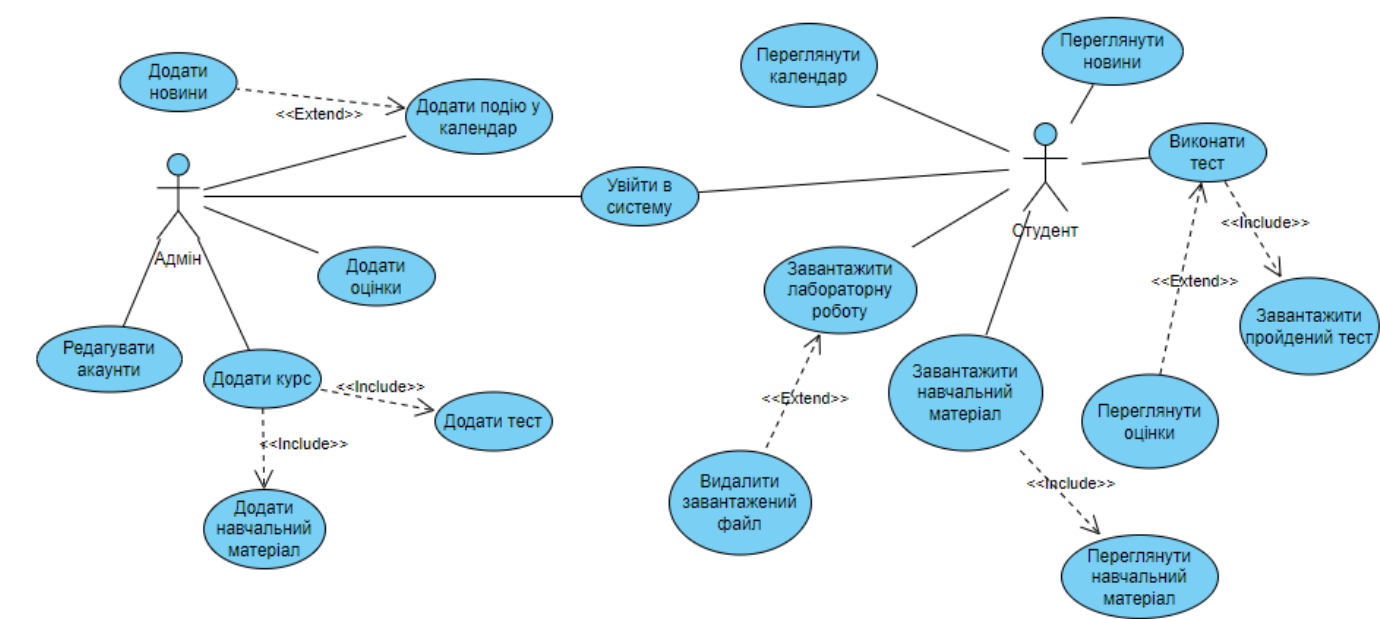 Переглянути
новини
Переглянути
календар
Додати
новини
<<Extend>>
Додати подію у
календар
Виконати
тест
Увійти в
систему
<<Include>>
Студент
Адмін
Додати
оцінки
Завантажити
лабораторну
роботу
<<Extend>>
Завантажити
пройдений тест
Редагувати
акаунти
Додати курс
<<Include>>
Завантажити
навчальний
матеріал
<<Extend>>
Додати тест
Переглянути
оцінки
<<Include>>
Видалити
завантажений
файл
<<Include>>
Додати
навчальний
матеріал
Переглянути
навчальний
матеріал